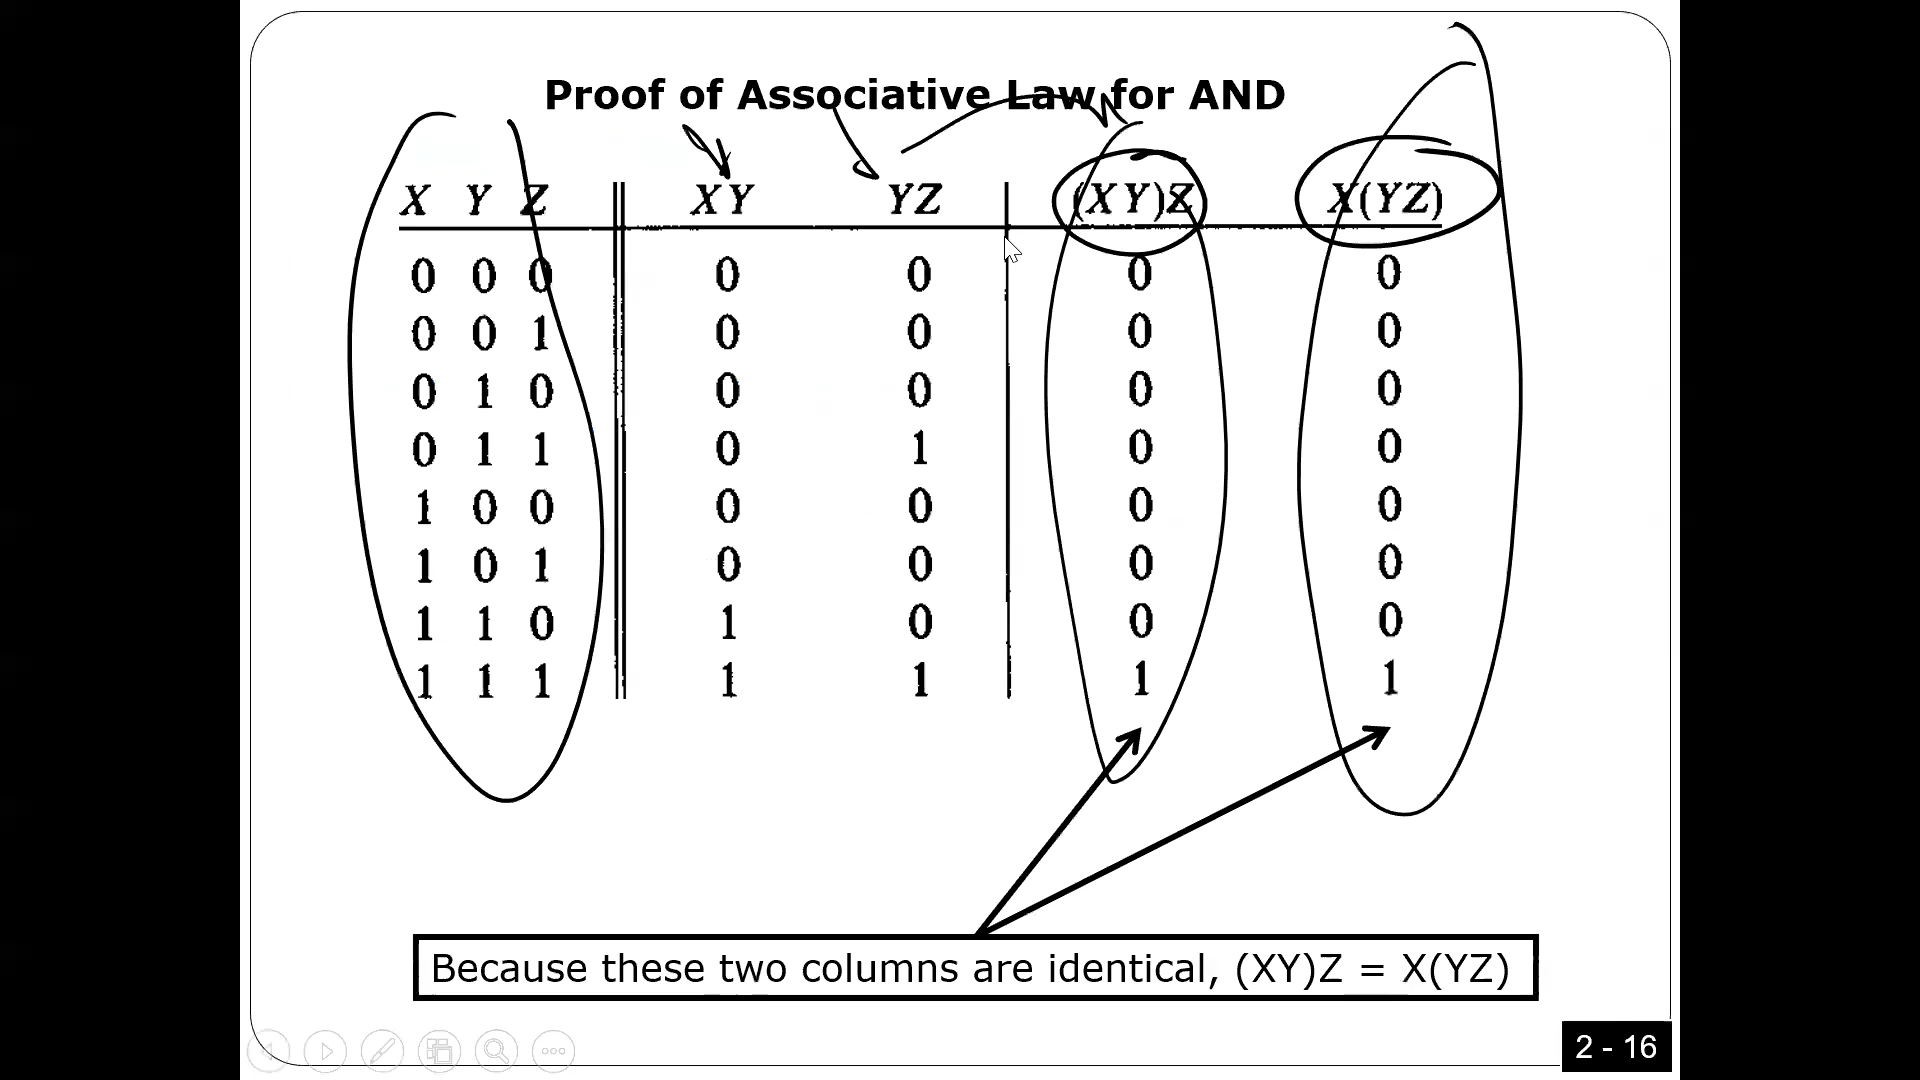 Proof of Associative Law for AND
X Y Z XY YZ (XY)Z X(YZ)
0 0 0 0 0 0 0
0 0 1 0 0 0 0
0 1 0 0 0 0 0
0 1 1 0 1 0 0
1 0 0 0 0 0 0
1 0 1 0 0 0 0
1 1 0 1 0 0 0
1 1 1 1 1 1 1
Because these two columns are identical, (XY)Z = X(YZ)
2 - 16